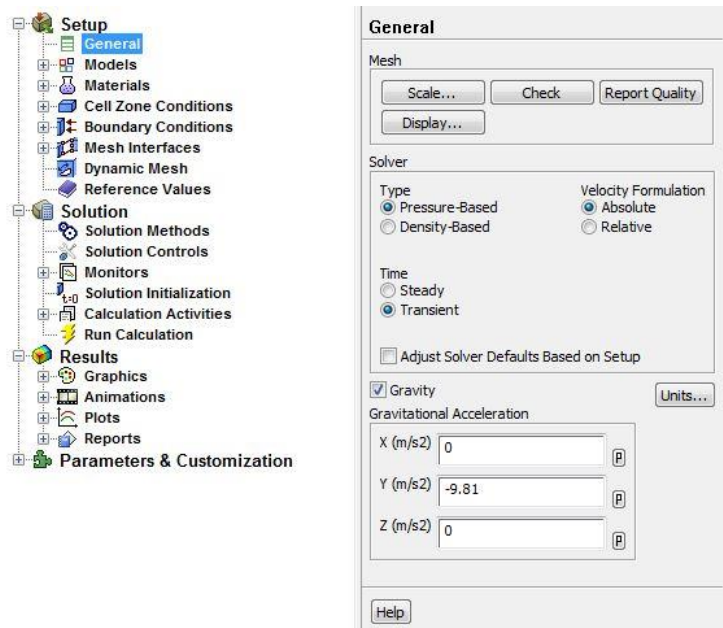 Setup
General
Models
Materials
Cell Zone Conditions
Boundary Conditions
Mesh Interfaces
Dynamic Mesh
Reference Values
Solution
Solution Methods
Solution Controls
Monitors
t=0 Solution Initialization
Calculation Activities
Run Calculation
Results
Graphics
Animations
Plots
Reports
Parameters & Customization
General
Mesh
Scale... Check Report Quality
Display...
Solver
Type Velocity Formulation
Pressure-Based Absolute
Density-Based Relative
Time
Steady
Transient
Adjust Solver Defaults Based on Setup
Gravity Units...
Gravitational Acceleration
X (m/s2) 0 P
Y (m/s2) -9.81 P
Z (m/s2) 0 P
Help